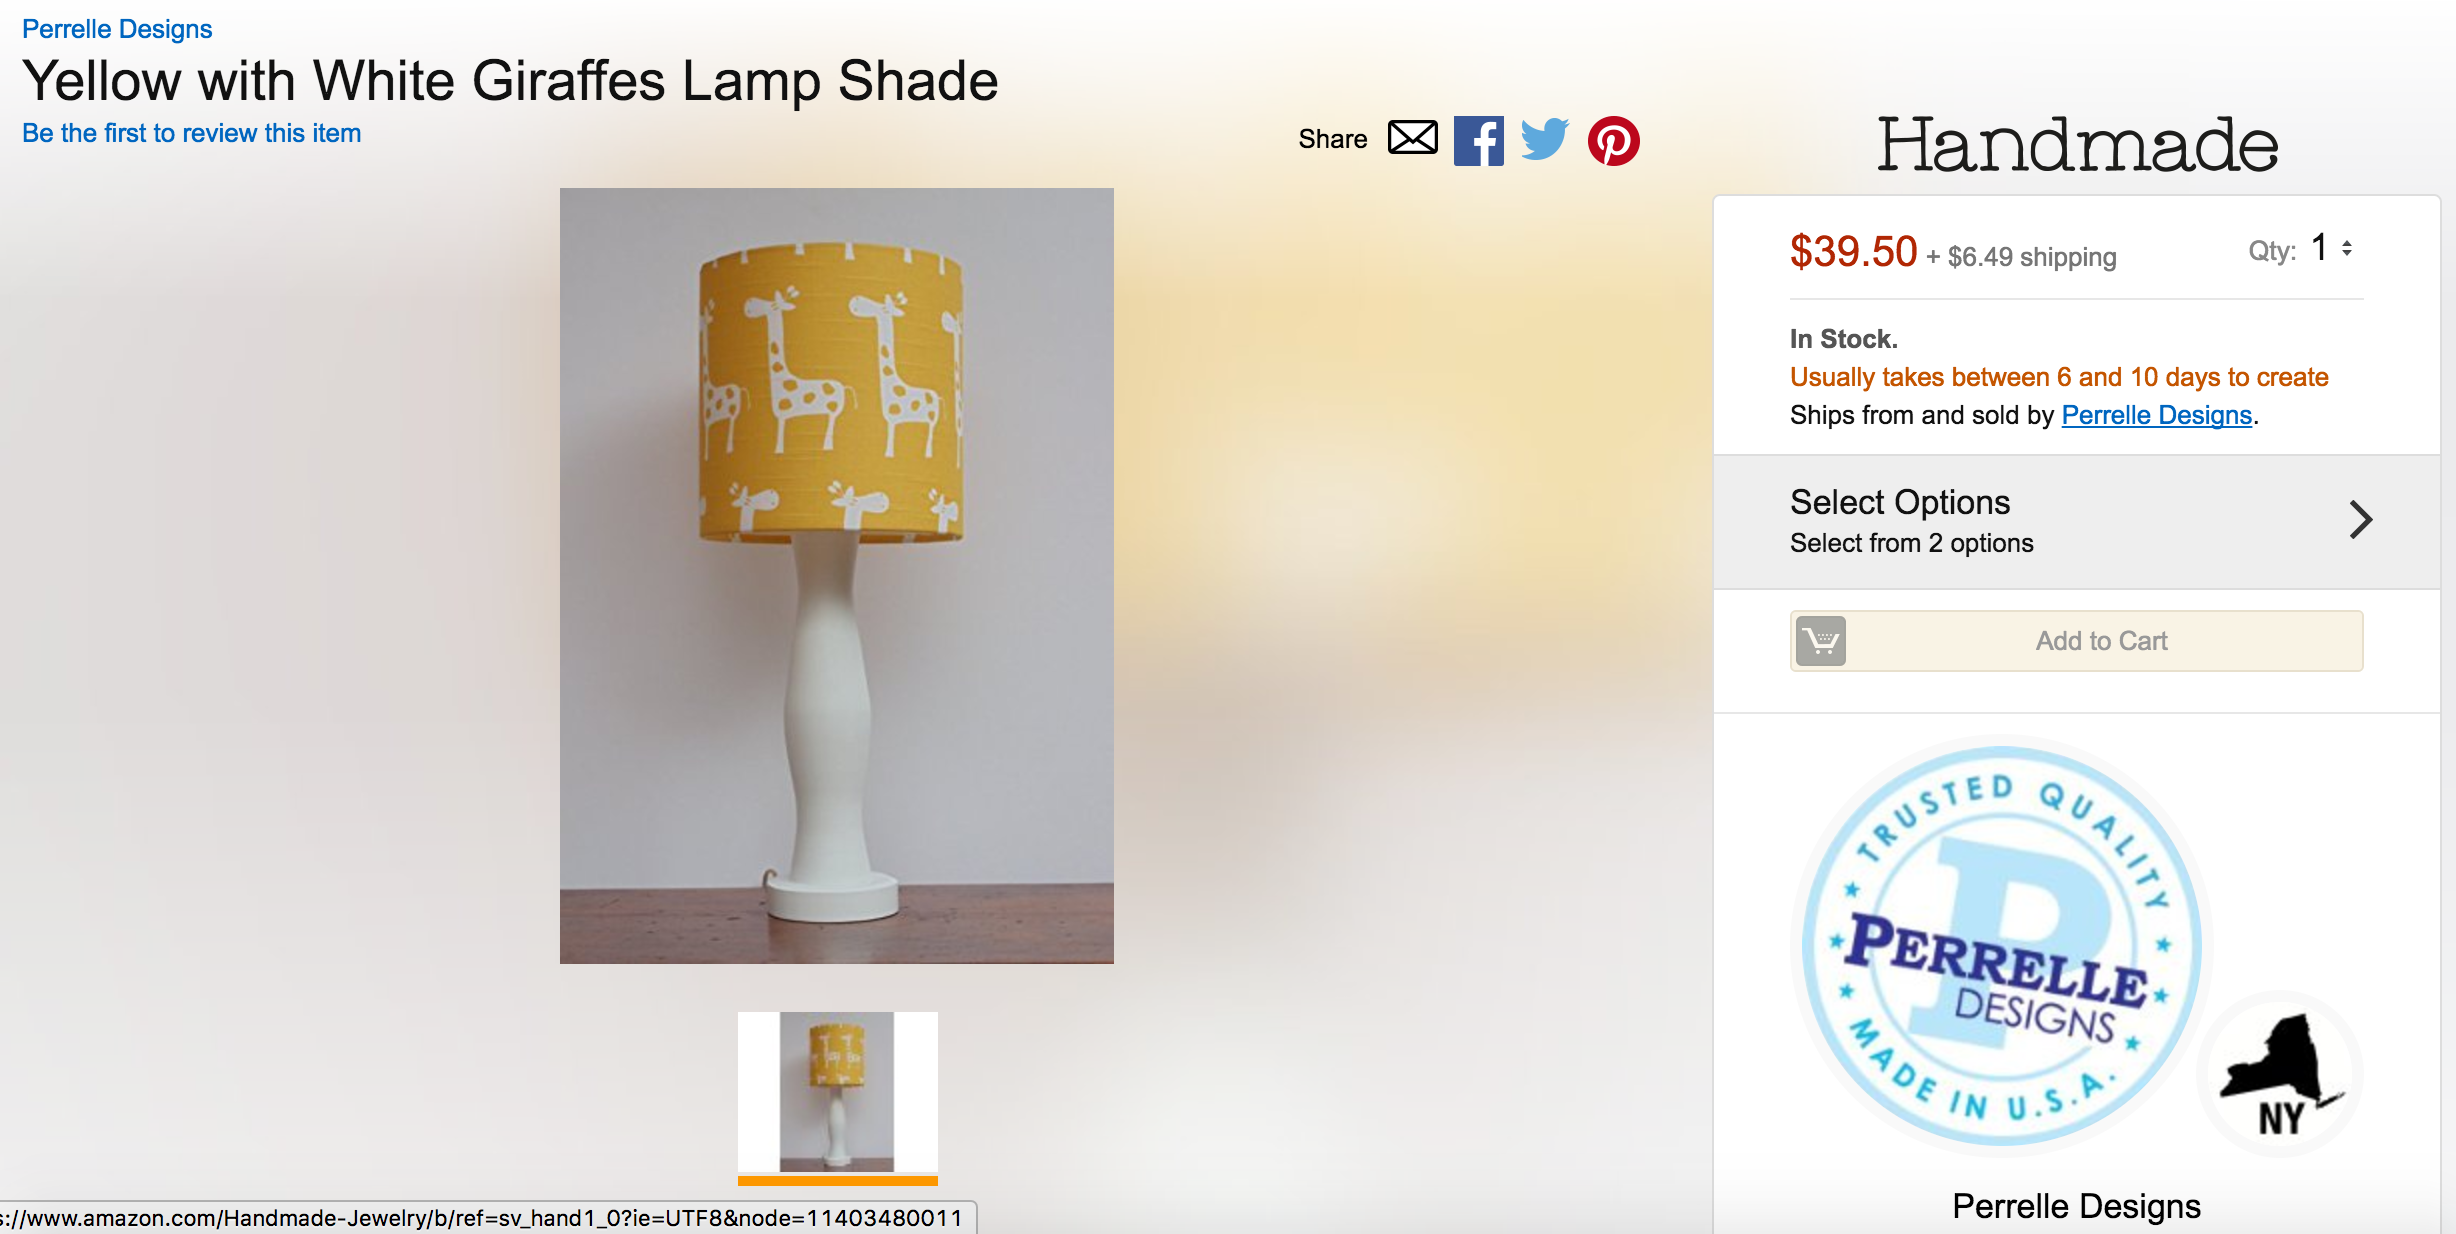 Perrelle Designs
Yellow with White Giraffes Lamp Shade
Be the first to review this item
Share
Handmade
$39.50 + $6.49 shipping
Qty: 1
In Stock.
Usually takes between 6 and 10 days to create
Ships from and sold by Perrelle Designs.
Select Options
Select from 2 options
Add to Cart
TRUSTED QUALITY
P
PERRELLE
DESIGNS
MADE IN U.S.A.
NY
Perrelle Designs
s://www.amazon.com/Handmade-Jewelry/b/ref=sv_hand1_0?ie=UTF8&node=11403480011